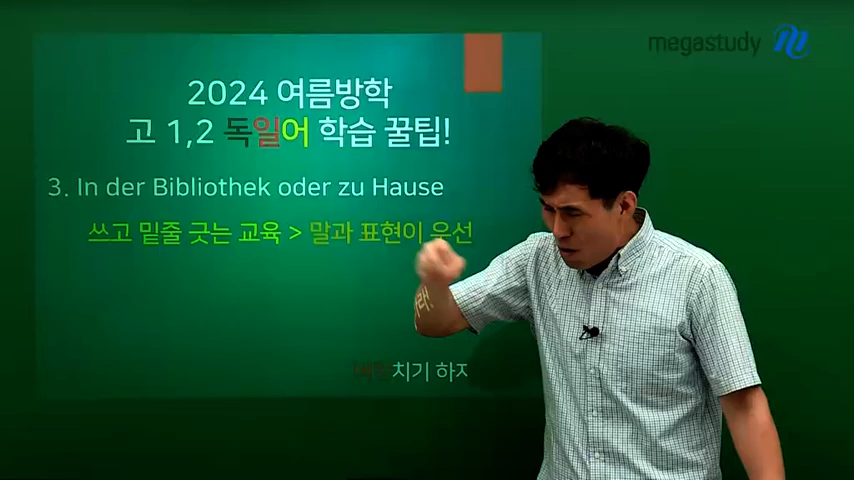 megastudy
2024 여름방학
고 1,2 독일어 학습 꿀팁!
3. In der Bibliothek oder zu Hause
쓰고 밑줄 긋는 교육 > 말과 표현이 우선
치기 하지